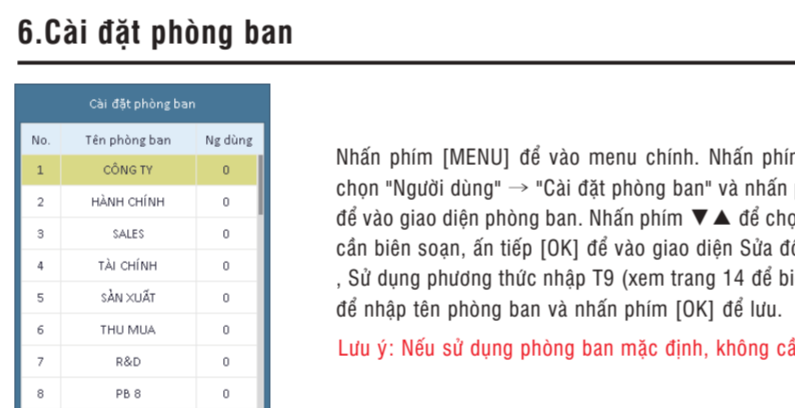 6.Cài đặt phòng ban
Cài đặt phòng ban
No. Tên phòng ban Ng dùng
1 CÔNG TY 0
2 HÀNH CHÍNH 0
3 SALES 0
4 TÀI CHÍNH 0
5 SẢN XUẤT 0
6 THU MUA 0
7 R&D 0
8 PB 8 0
Nhấn phím [MENU] để vào menu chính. Nhấn
chọn "Người dùng" → "Cài đặt phòng ban" và nhấn
để vào giao diện phòng ban. Nhấn phím ▼▲ để
cần biên soạn, ấn tiếp [OK] để vào giao diện Sửa
, Sử dụng phương thức nhập T9 (xem trang 14 để
để nhập tên phòng ban và nhấn phím [OK] để lưu.
Lưu ý: Nếu sử dụng phòng ban mặc định, không